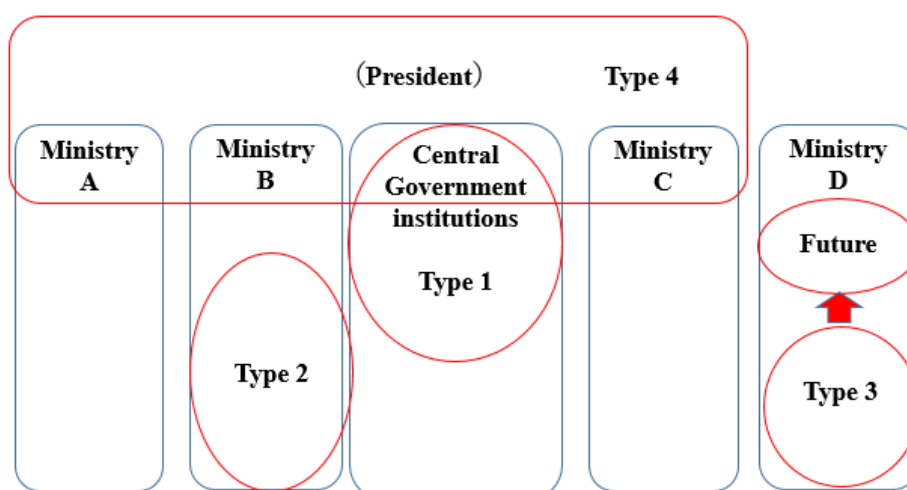 （President） Type 4
Ministry
A
Ministry
B
Central
Government
institutions
Ministry
C
Ministry
D
Future
Type 1
Type 2
Type 3